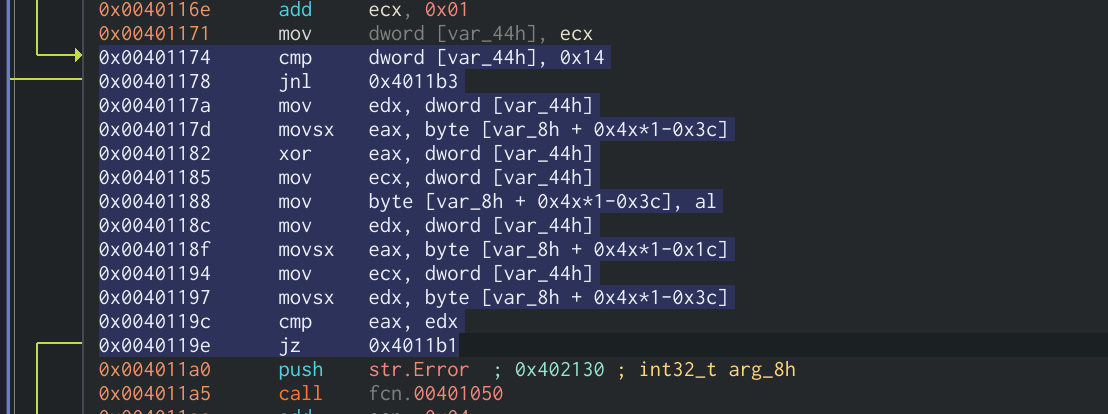 0x0040116e add ecx, 0x01
0x00401171 mov dword [var_44h], ecx
0x00401174 cmp dword [var_44h], 0x14
0x00401178 jnl 0x4011b3
0x0040117a mov edx, dword [var_44h]
0x0040117d movsx eax, byte [var_8h + 0x4x*1-0x3c]
0x00401182 xor eax, dword [var_44h]
0x00401185 mov ecx, dword [var_44h]
0x00401188 mov byte [var_8h + 0x4x*1-0x3c], al
0x0040118c mov edx, dword [var_44h]
0x0040118f movsx eax, byte [var_8h + 0x4x*1-0x1c]
0x00401194 mov ecx, dword [var_44h]
0x00401197 movsx edx, byte [var_8h + 0x4x*1-0x3c]
0x0040119c cmp eax, edx
0x0040119e jz 0x4011b1
0x004011a0 push str.Error ; 0x402130 ; int32_t arg_8h
0x004011a5 call fcn.00401050